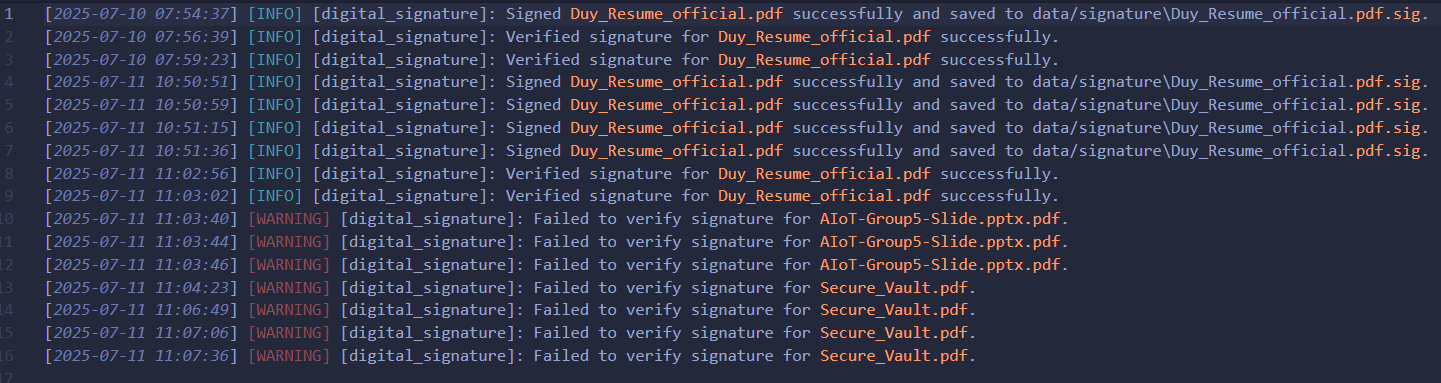 1 [2025-07-10 07:54:37] [INFO] [digital_signature]: Signed Duy_Resume_official.pdf successfully and saved to data/signature\Duy_Resume_official.pdf.sig.
2 [2025-07-10 07:56:39] [INFO] [digital_signature]: Verified signature for Duy_Resume_official.pdf successfully.
3 [2025-07-10 07:59:23] [INFO] [digital_signature]: Verified signature for Duy_Resume_official.pdf successfully.
4 [2025-07-11 10:50:51] [INFO] [digital_signature]: Signed Duy_Resume_official.pdf successfully and saved to data/signature\Duy_Resume_official.pdf.sig.
5 [2025-07-11 10:50:59] [INFO] [digital_signature]: Signed Duy_Resume_official.pdf successfully and saved to data/signature\Duy_Resume_official.pdf.sig.
6 [2025-07-11 10:51:15] [INFO] [digital_signature]: Signed Duy_Resume_official.pdf successfully and saved to data/signature\Duy_Resume_official.pdf.sig.
7 [2025-07-11 10:51:36] [INFO] [digital_signature]: Signed Duy_Resume_official.pdf successfully and saved to data/signature\Duy_Resume_official.pdf.sig.
8 [2025-07-11 11:02:56] [INFO] [digital_signature]: Verified signature for Duy_Resume_official.pdf successfully.
9 [2025-07-11 11:03:02] [INFO] [digital_signature]: Verified signature for Duy_Resume_official.pdf successfully.
10 [2025-07-11 11:03:40] [WARNING] [digital_signature]: Failed to verify signature for AIoT-Group5-Slide.pptx.pdf.
11 [2025-07-11 11:03:44] [WARNING] [digital_signature]: Failed to verify signature for AIoT-Group5-Slide.pptx.pdf.
12 [2025-07-11 11:03:46] [WARNING] [digital_signature]: Failed to verify signature for AIoT-Group5-Slide.pptx.pdf.
13 [2025-07-11 11:04:23] [WARNING] [digital_signature]: Failed to verify signature for Secure_Vault.pdf.
14 [2025-07-11 11:06:49] [WARNING] [digital_signature]: Failed to verify signature for Secure_Vault.pdf.
15 [2025-07-11 11:07:06] [WARNING] [digital_signature]: Failed to verify signature for Secure_Vault.pdf.
16 [2025-07-11 11:07:36] [WARNING] [digital_signature]: Failed to verify signature for Secure_Vault.pdf.
17